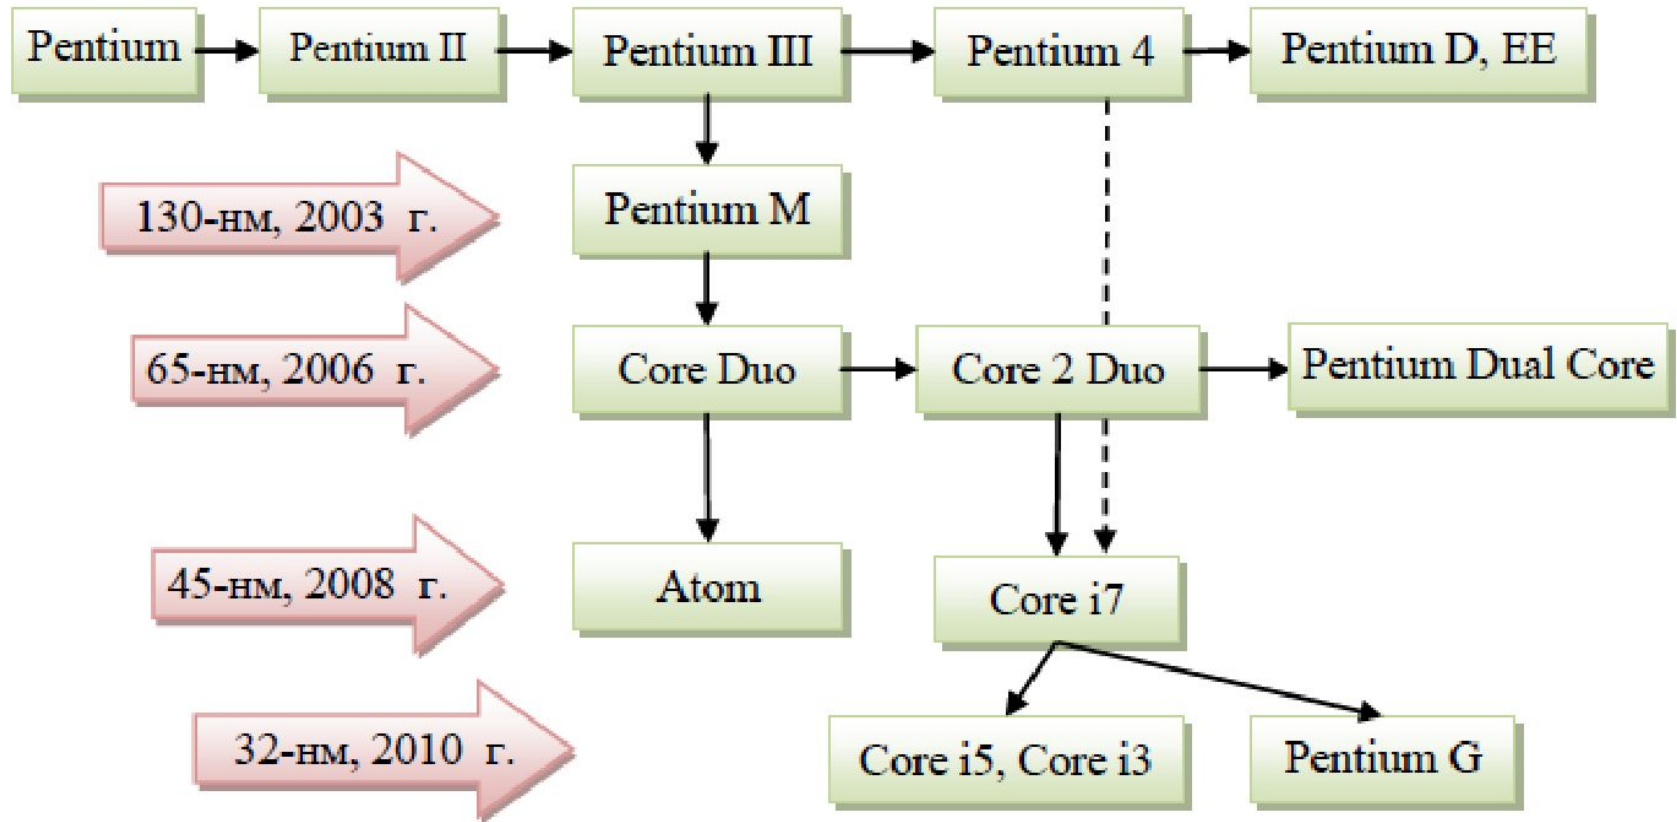 Pentium
Pentium II
Pentium III
Pentium 4
Pentium D, EE
130-нм, 2003 г.
Pentium M
65-нм, 2006 г.
Core Duo
Core 2 Duo
Pentium Dual Core
45-нм, 2008 г.
Atom
Core i7
32-нм, 2010 г.
Core i5, Core i3
Pentium G